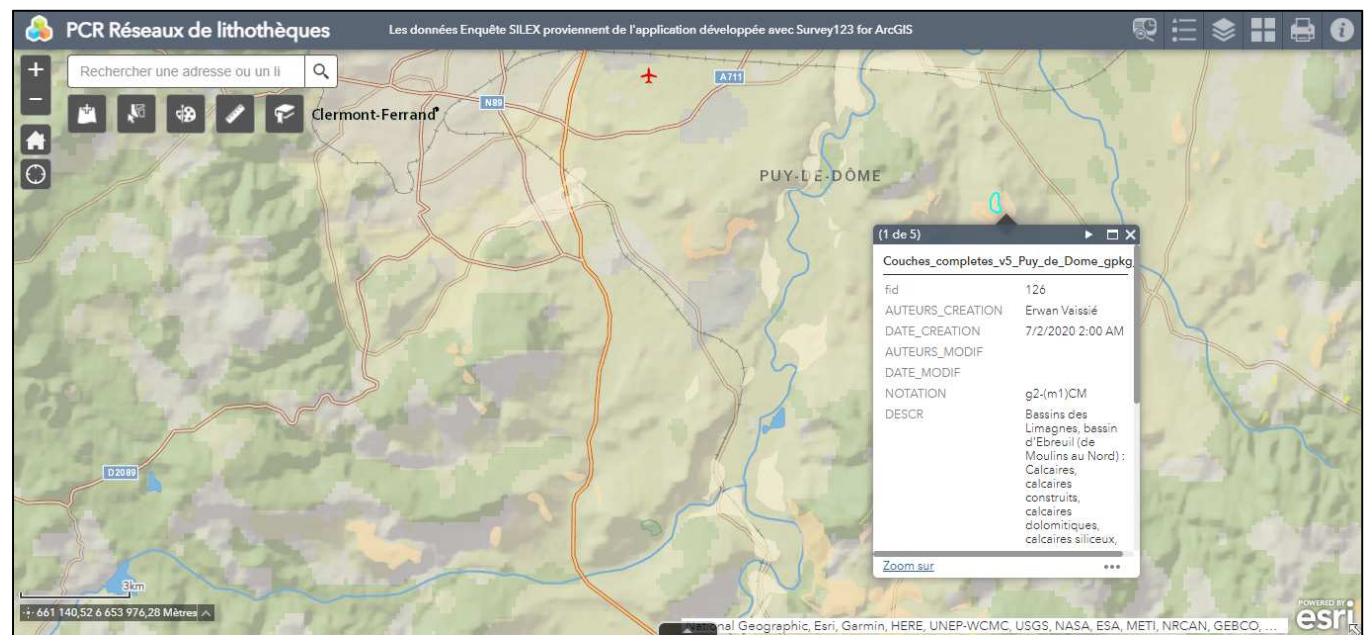 PCR Réseaux de lithothèques
Les données Enquête SILEX proviennent de l'application développée avec Survey123 for ArcGIS
+
Rechercher une adresse ou un li
−
Clermont-Ferrand
N89
A711
PUY-DE-DÔME
(1 de 5)
Couches_completes_v5_Puy_de_Dome_gpkg_
fid 126
AUTEURS_CREATION Erwan Vaissié
DATE_CREATION 7/2/2020 2:00 AM
AUTEURS_MODIF
DATE_MODIF
NOTATION g2-(m1)CM
DESCR Bassins des
Limagnes, bassin
d'Ebreuil (de
Moulins au Nord) :
Calcaires,
calcaires
construits,
calcaires
dolomitiques,
calcaires siliceux,
Zoom sur
D2089
3km
661 140,52 6 653 976,28 Mètres
National Geographic, Esri, Garmin, HERE, UNEP-WCMC, USGS, NASA, ESA, METI, NRCAN, GEBCO, ...
POWERED BY
esri